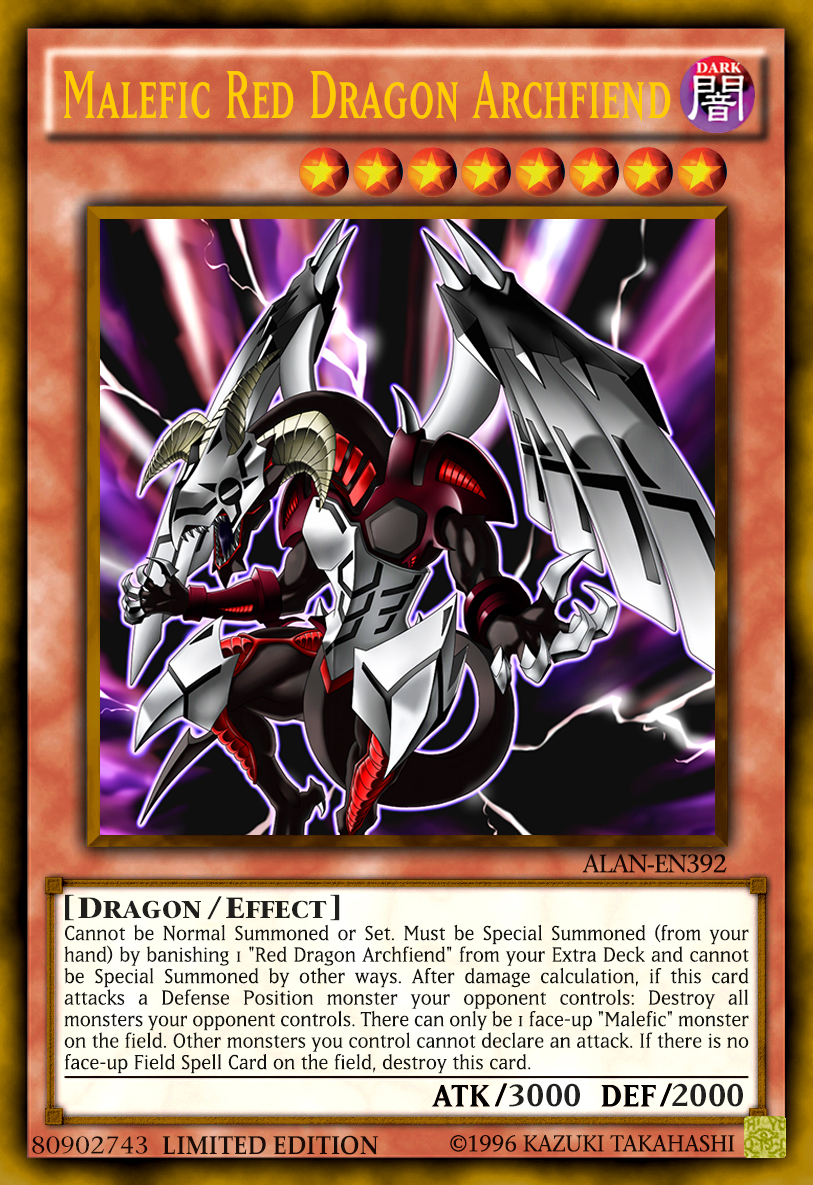 Malefic Red Dragon Archfiend
DARK
闇
ALAN-EN392
[ Dragon / Effect ]
Cannot be Normal Summoned or Set. Must be Special Summoned (from your
hand) by banishing 1 "Red Dragon Archfiend" from your Extra Deck and cannot
be Special Summoned by other ways. After damage calculation, if this card
attacks a Defense Position monster your opponent controls: Destroy all
monsters your opponent controls. There can only be 1 face-up "Malefic" monster
on the field. Other monsters you control cannot declare an attack. If there is no
face-up Field Spell Card on the field, destroy this card.
ATK/3000 DEF/2000
80902743 LIMITED EDITION ©1996 KAZUKI TAKAHASHI